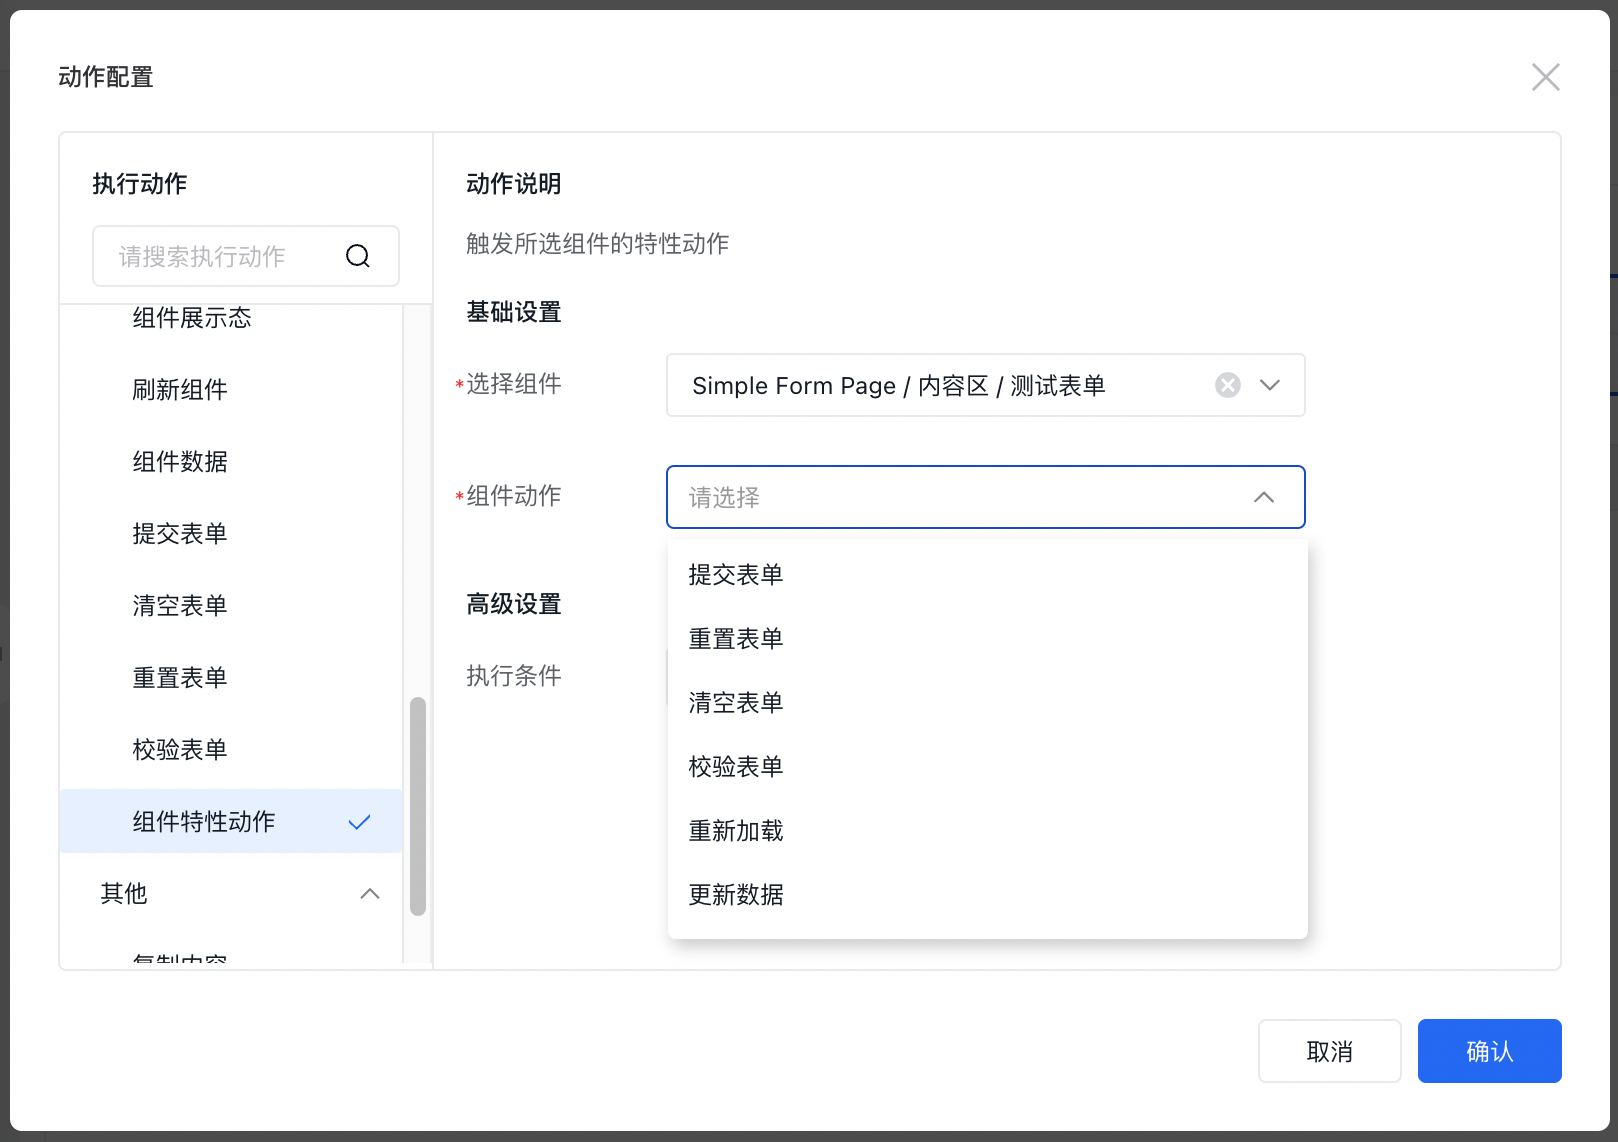 动作配置
执行动作
请搜索执行动作
组件展示态
刷新组件
组件数据
提交表单
清空表单
重置表单
校验表单
组件特性动作
其他
复制内容
动作说明
触发所选组件的特性动作
基础设置
*选择组件
Simple Form Page / 内容区 / 测试表单
*组件动作
请选择
提交表单
重置表单
清空表单
校验表单
重新加载
更新数据
高级设置
执行条件
取消
确认